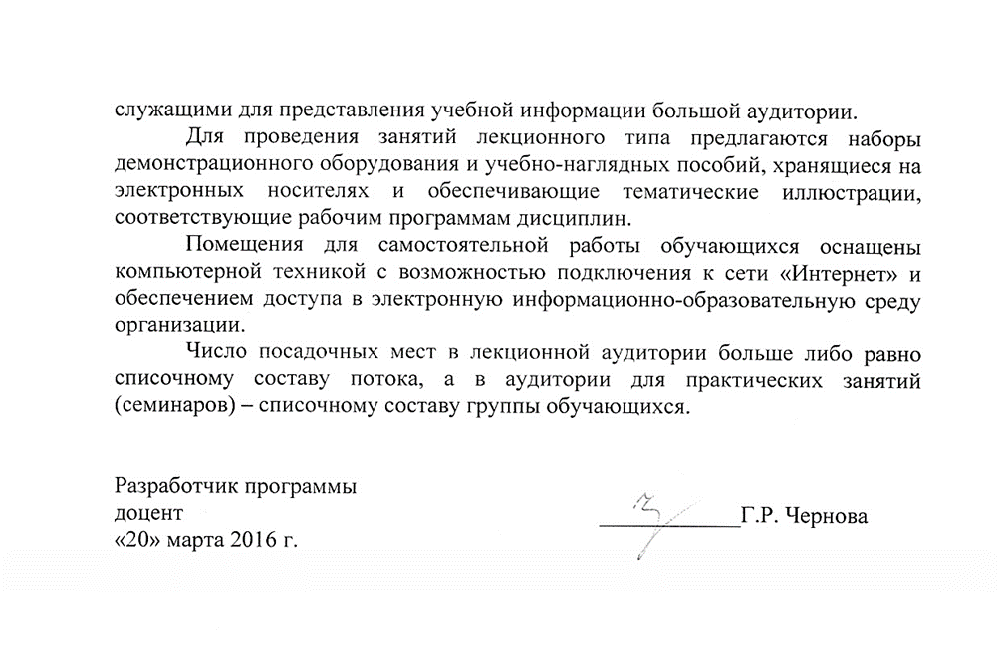 служащими для представления учебной информации большой аудитории.
Для проведения занятий лекционного типа предлагаются наборы
демонстрационного оборудования и учебно-наглядных пособий, хранящиеся на
электронных носителях и обеспечивающие тематические иллюстрации,
соответствующие рабочим программам дисциплин.
Помещения для самостоятельной работы обучающихся оснащены
компьютерной техникой с возможностью подключения к сети «Интернет» и
обеспечением доступа в электронную информационно-образовательную среду
организации.
Число посадочных мест в лекционной аудитории больше либо равно
списочному составу потока, а в аудитории для практических занятий
(семинаров) – списочному составу группы обучающихся.
Разработчик программы
доцент
Г.Р. Чернова
«20» марта 2016 г.